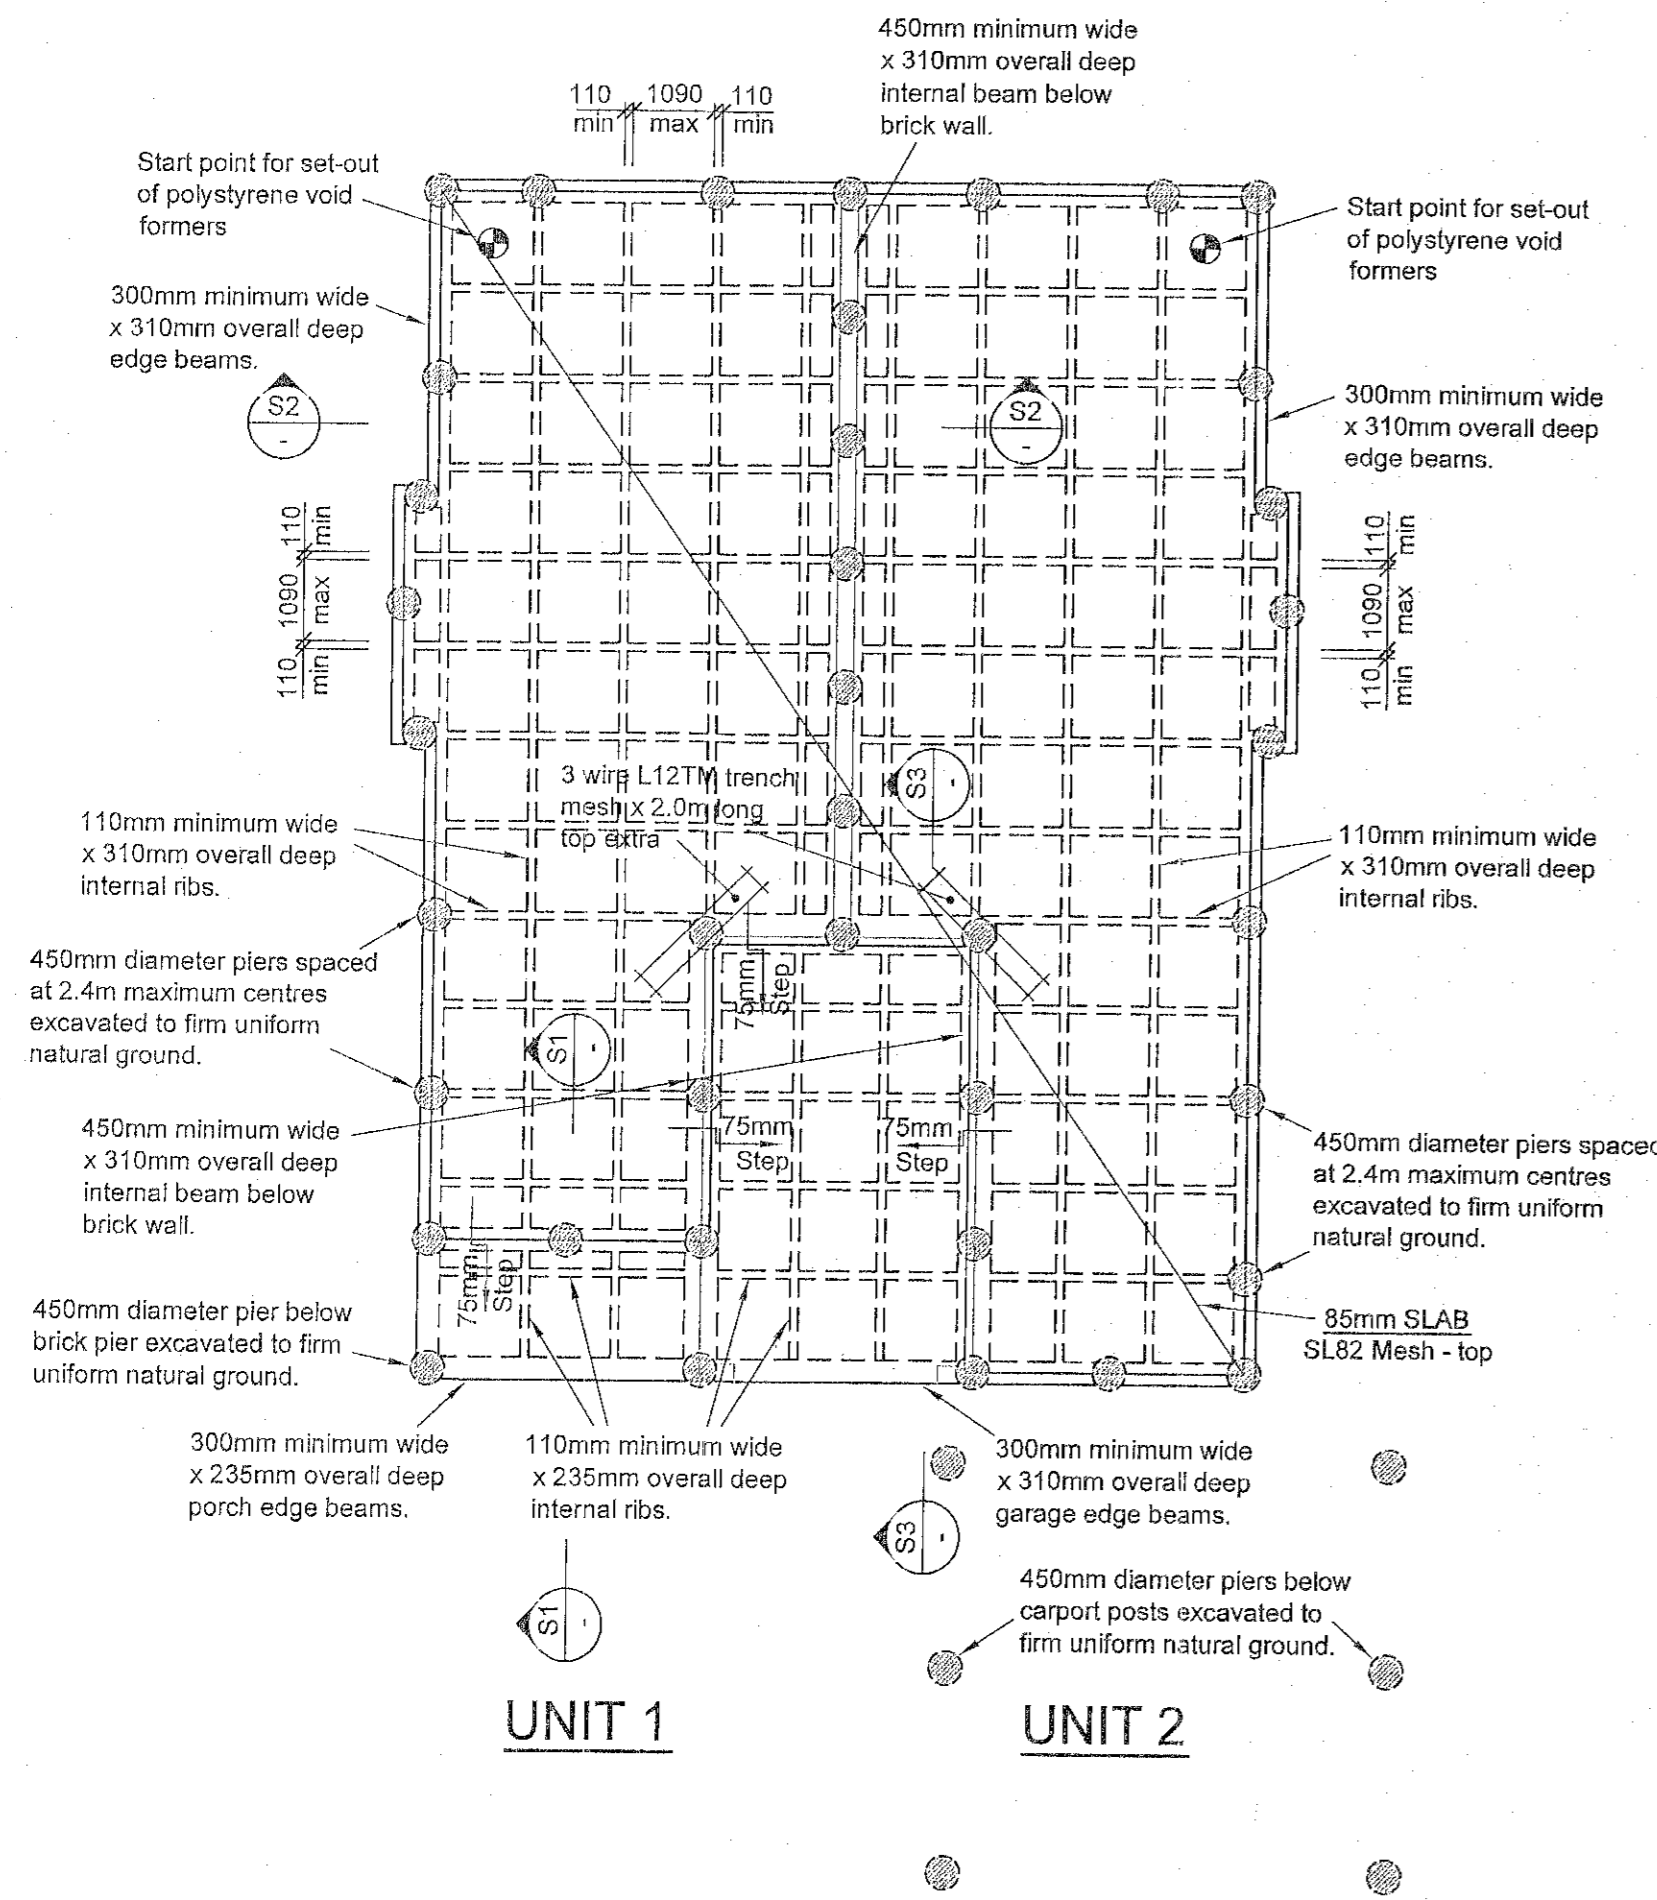 450mm minimum wide
x 310mm overall deep
internal beam below
brick wall.
110
min
1090
max
110
min
Start point for set-out
of polystyrene void
formers
Start point for set-out
of polystyrene void
formers
300mm minimum wide
x 310mm overall deep
edge beams.
S2
-
S2
-
300mm minimum wide
x 310mm overall deep
edge beams.
110
min
1090
max
110
min
110
min
1090
max
110
min
3 wire L12TM trench
mesh x 2.0m long
top extra
S3
-
110mm minimum wide
x 310mm overall deep
internal ribs.
110mm minimum wide
x 310mm overall deep
internal ribs.
450mm diameter piers spaced
at 2.4m maximum centres
excavated to firm uniform
natural ground.
75mm
Step
S1
-
450mm minimum wide
x 310mm overall deep
internal beam below
brick wall.
75mm
Step
75mm
Step
450mm diameter piers spaced
at 2.4m maximum centres
excavated to firm uniform
natural ground.
75mm
Step
450mm diameter pier below
brick pier excavated to firm
uniform natural ground.
85mm SLAB
SL82 Mesh - top
300mm minimum wide
x 235mm overall deep
porch edge beams.
110mm minimum wide
x 235mm overall deep
internal ribs.
300mm minimum wide
x 310mm overall deep
garage edge beams.
S3
-
450mm diameter piers below
carport posts excavated to
firm uniform natural ground.
S1
-
UNIT 1
UNIT 2